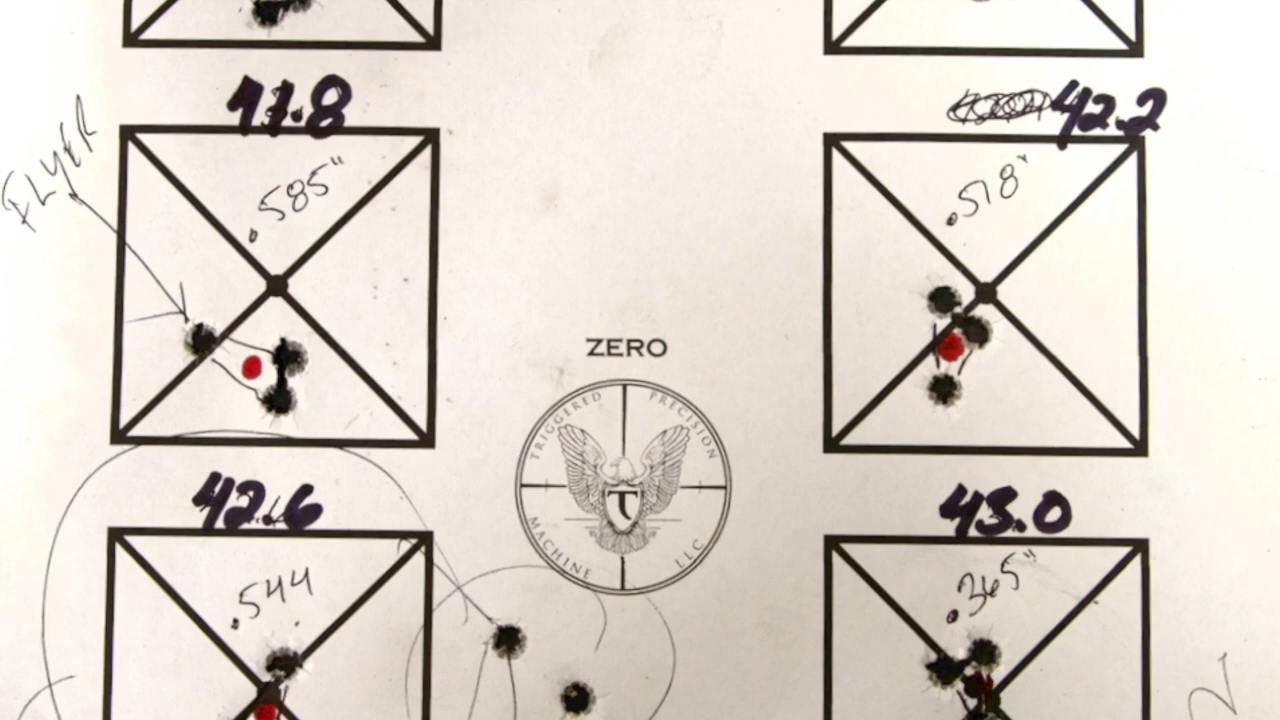 41.8
42.2
FLYER
.585"
.518"
ZERO
TRIGGERED PRECISION
MACHINE LLC
T
42.6
43.0
.544
.365"